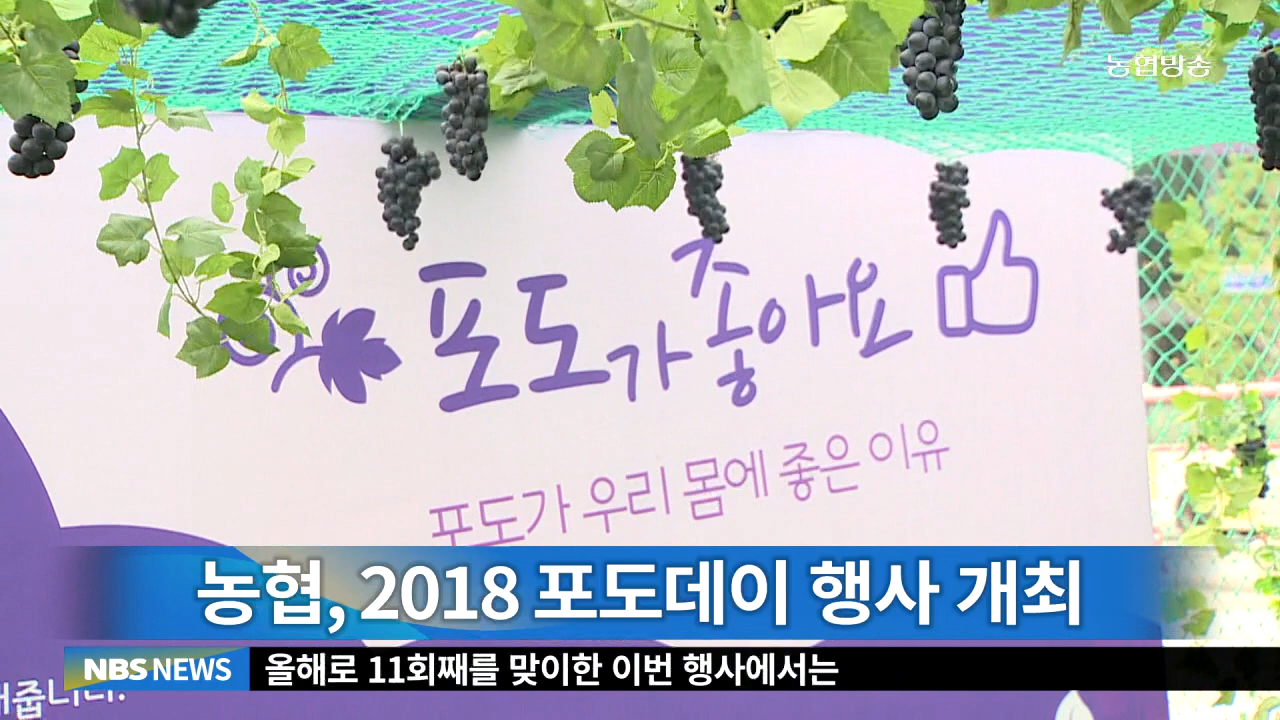 농협방송
포도가 좋아요
포도가 우리 몸에 좋은 이유
농협, 2018 포도데이 행사 개최
NBS NEWS 올해로 11회째를 맞이한 이번 행사에서는